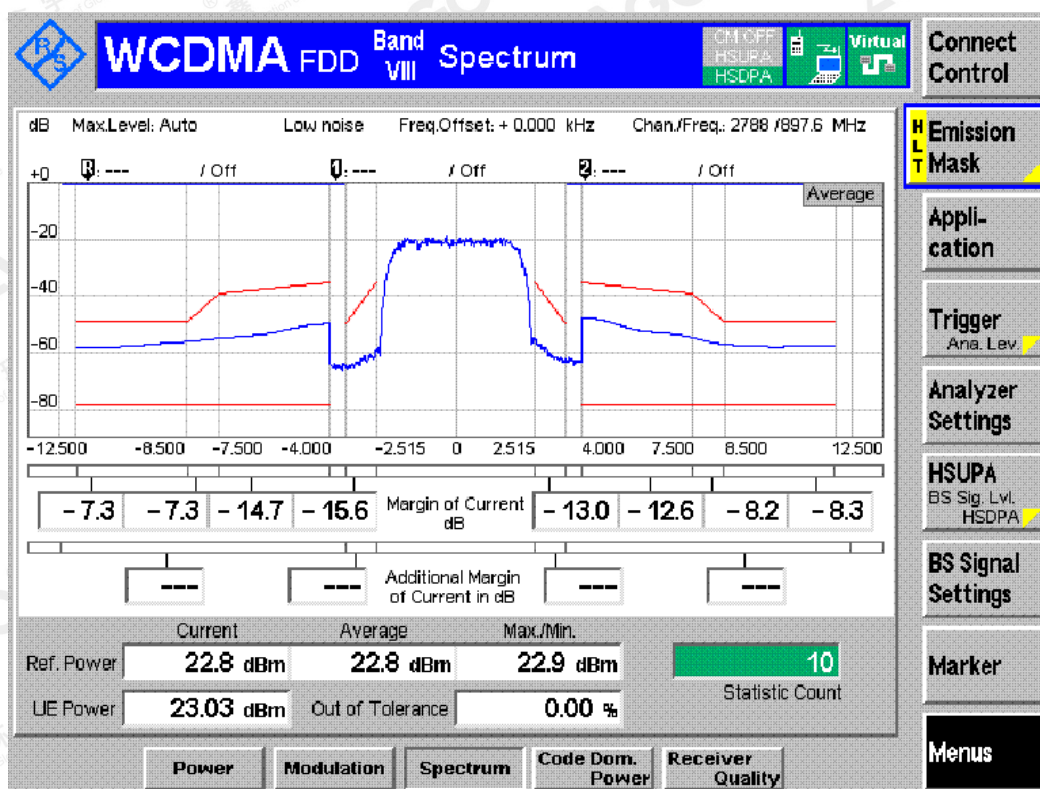 R&S
WCDMA FDD Band VIII Spectrum
CM OFF
HSUPA
HSDPA
Virtual
Connect Control
dB Max.Level: Auto Low noise Freq.Offset: + 0.000 kHz Chan./Freq.: 2788 /897.6 MHz
HLT Emission Mask
+0 R: --- / Off 1: --- / Off 2: --- / Off
Average
-20
-40
-60
-80
-12.500 -8.500 -7.500 -4.000 -2.515 0 2.515 4.000 7.500 8.500 12.500
Appli-
cation
Trigger
Ana. Lev.
Analyzer
Settings
HSUPA
BS Sig. Lvl.
HSDPA
BS Signal
Settings
Marker
Menus
- 7.3 - 7.3 - 14.7 - 15.6 Margin of Current dB - 13.0 - 12.6 - 8.2 - 8.3
--- --- Additional Margin of Current in dB --- ---
Current Average Max./Min.
Ref. Power 22.8 dBm 22.8 dBm 22.9 dBm 10
Statistic Count
UE Power 23.03 dBm Out of Tolerance 0.00 %
Power Modulation Spectrum Code Dom. Power Receiver Quality